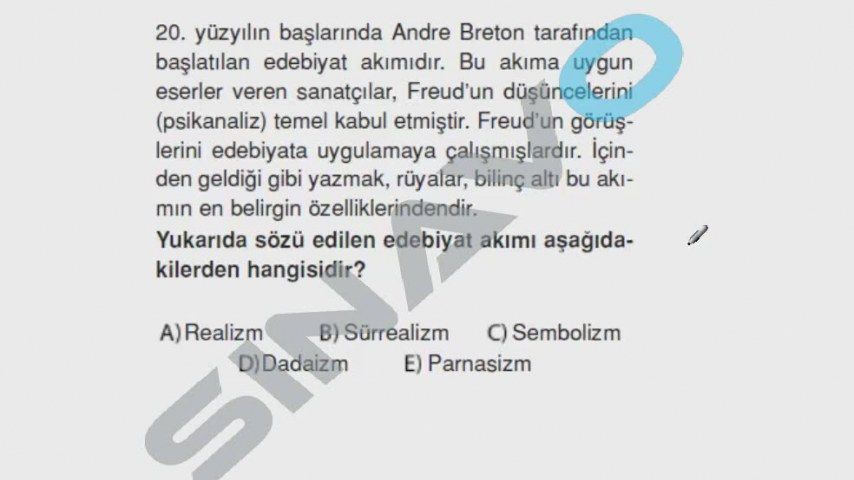 20. yüzyılın başlarında Andre Breton tarafından
başlatılan edebiyat akımıdır. Bu akıma uygun
eserler veren sanatçılar, Freud'un düşüncelerini
(psikanaliz) temel kabul etmiştir. Freud'un görüş-
lerini edebiyata uygulamaya çalışmışlardır. İçin-
den geldiği gibi yazmak, rüyalar, bilinç altı bu akı-
mın en belirgin özelliklerindendir.
Yukarıda sözü edilen edebiyat akımı aşağıda-
kilerden hangisidir?
A) Realizm B) Sürrealizm C) Sembolizm
D) Dadaizm E) Parnasizm
SINAVO